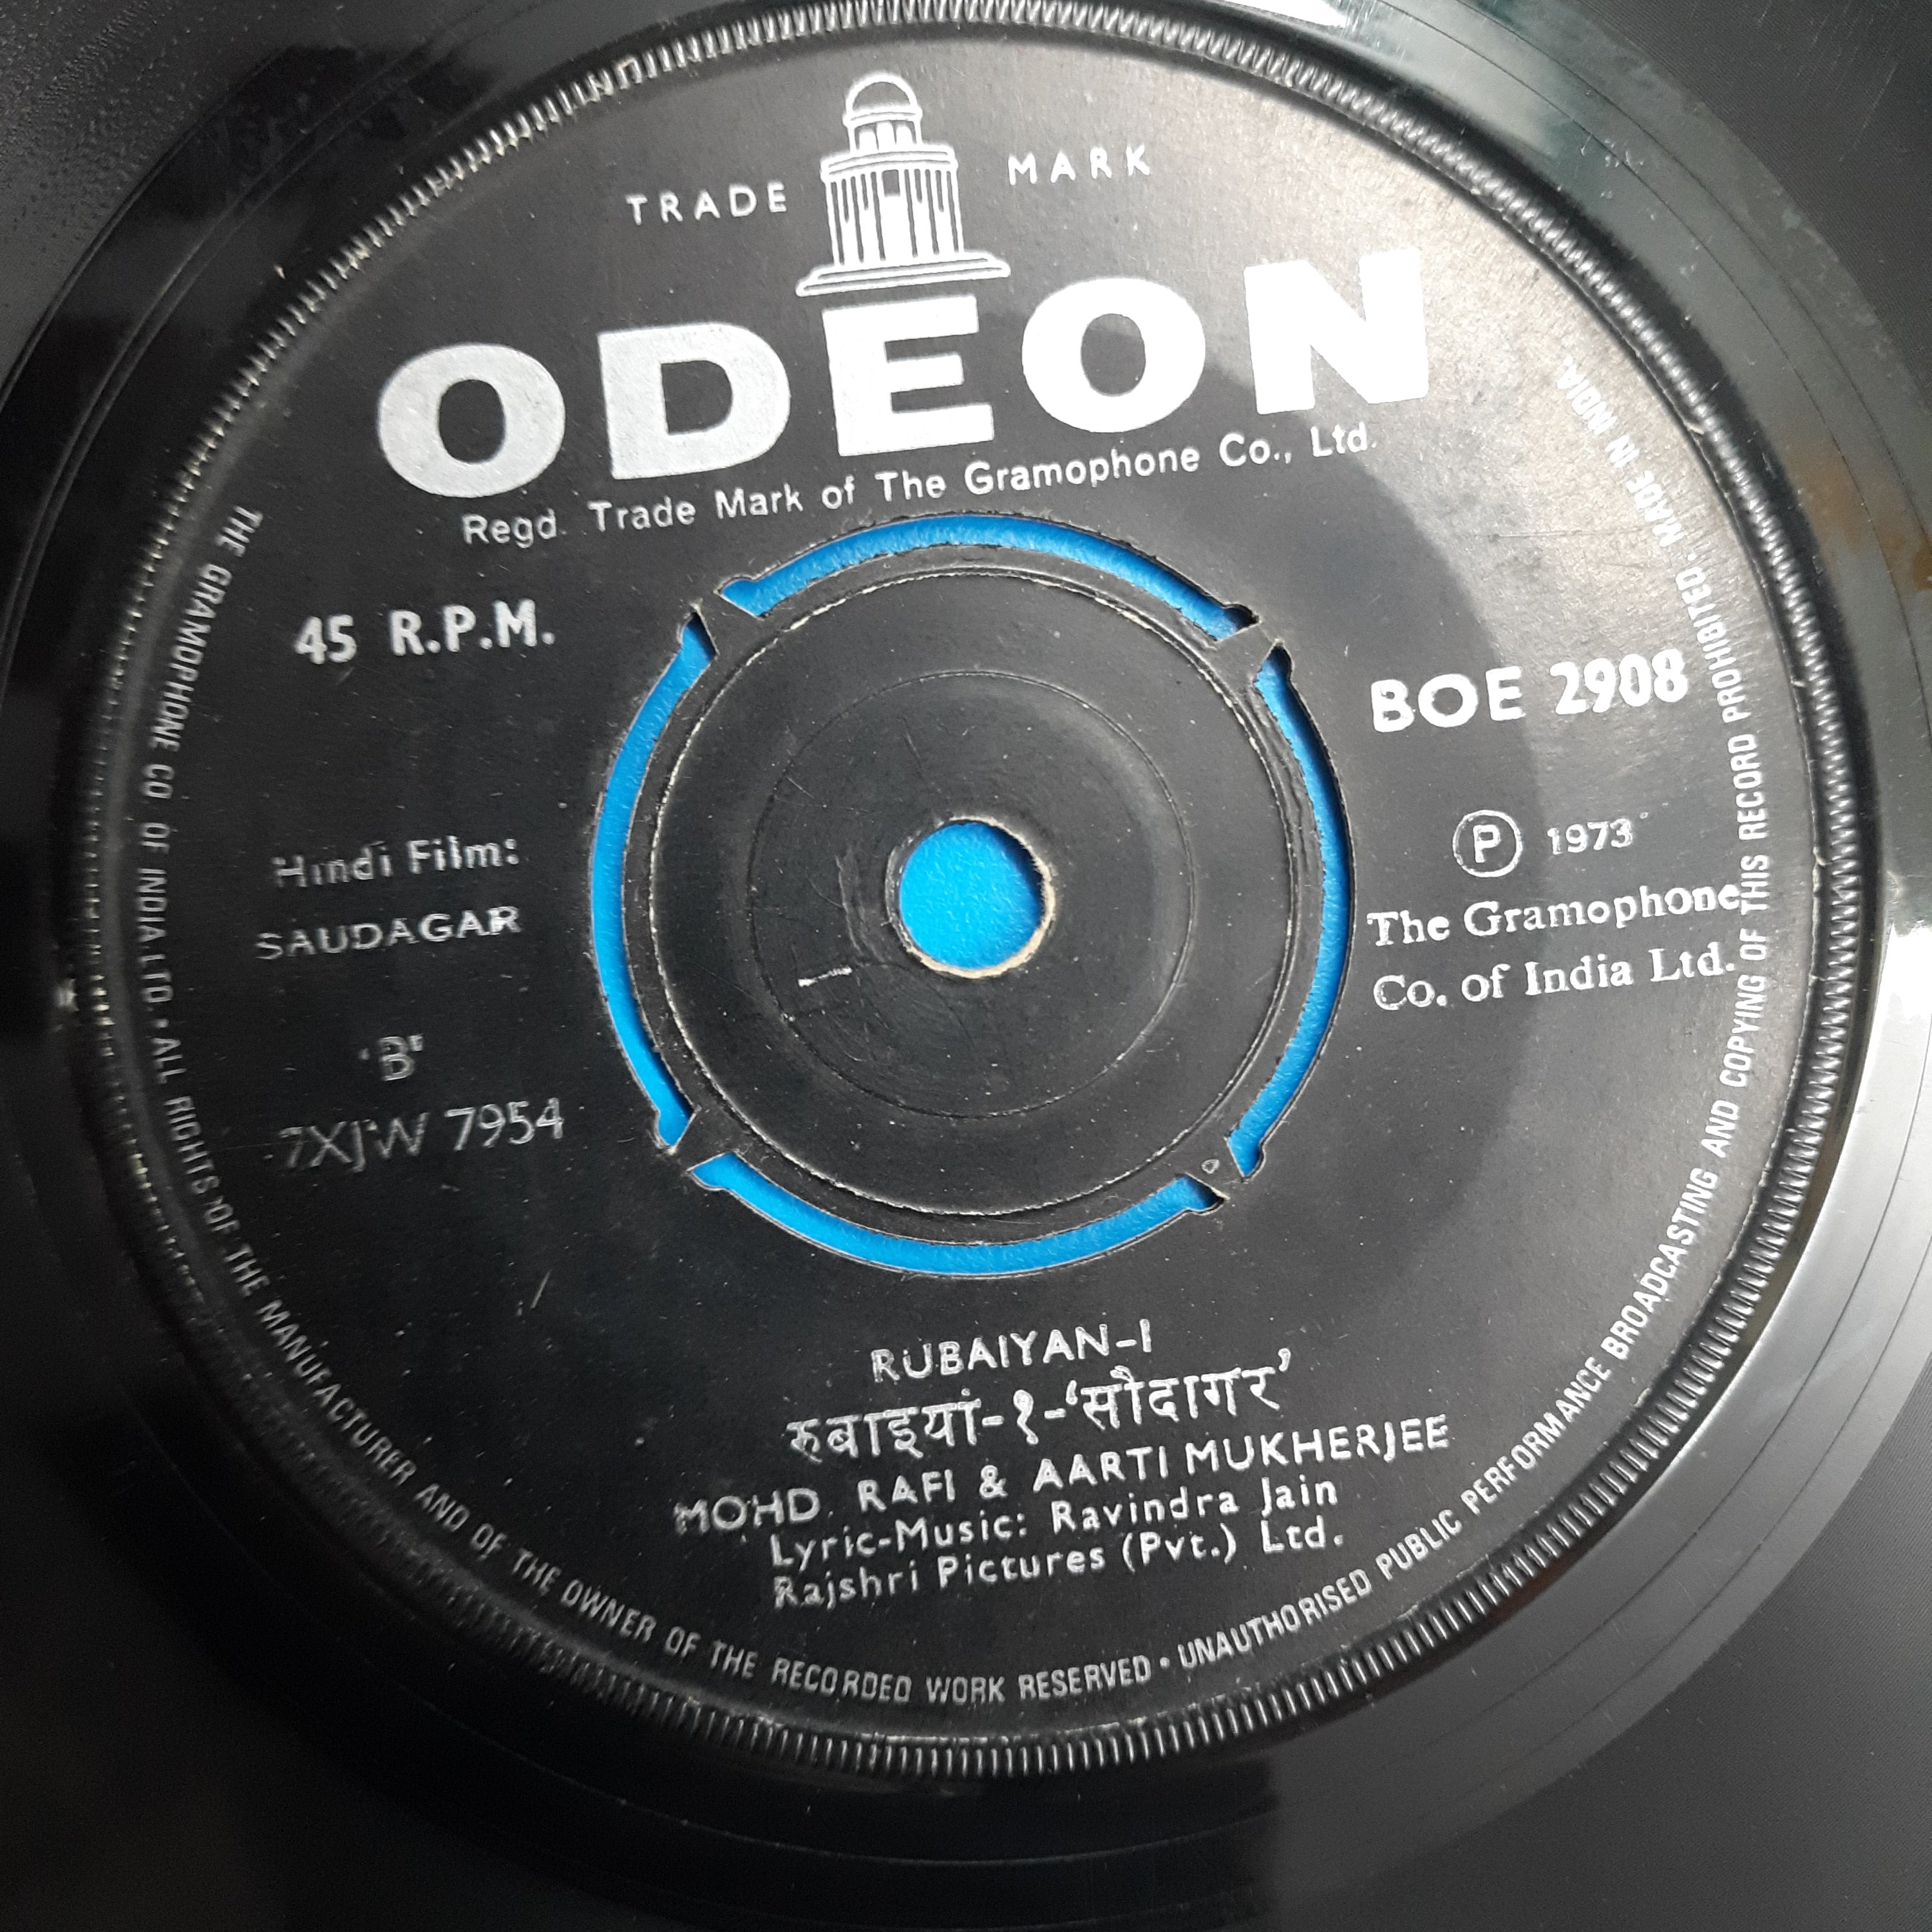 TRADE MARK
ODEON
Regd. Trade Mark of The Gramophone Co., Ltd.
45 R.P.M.
BOE 2908
Ⓟ 1973
The Gramophone
Co. of India Ltd.
Hindi Film:
SAUDAGAR
'B'
7XJW 7954
RUBAIYAN-I
रुबाइयां-१-‘सौदागर’
MOHD. RAFI & AARTI MUKHERJEE
Lyric-Music: Ravindra Jain
Rajshri Pictures (Pvt.) Ltd.
THE GRAMOPHONE CO. OF INDIA LTD. • ALL RIGHTS OF THE MANUFACTURER AND OF THE OWNER OF THE RECORDED WORK RESERVED • UNAUTHORISED PUBLIC PERFORMANCE BROADCASTING AND COPYING OF THIS RECORD PROHIBITED. MADE IN INDIA.